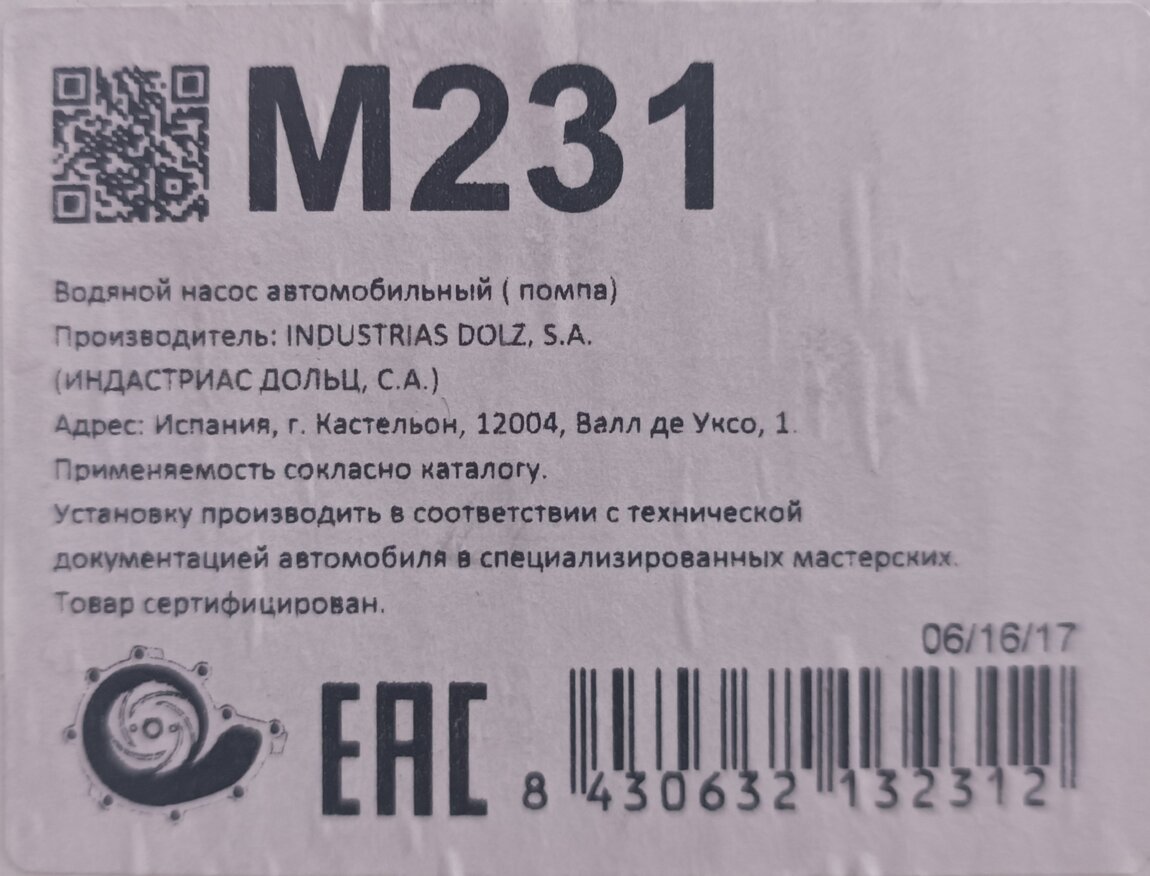 M231
Водяной насос автомобильный ( помпа)
Производитель: INDUSTRIAS DOLZ, S.A.
(ИНДАСТРИАС ДОЛЬЦ, С.А.)
Адрес: Испания, г. Кастельон, 12004, Валл де Уксо, 1.
Применяемость сокласно каталогу.
Установку производить в соответствии с технической
документацией автомобиля в специализированных мастерских.
Товар сертифицирован.
06/16/17
EAC
8 430632 132312